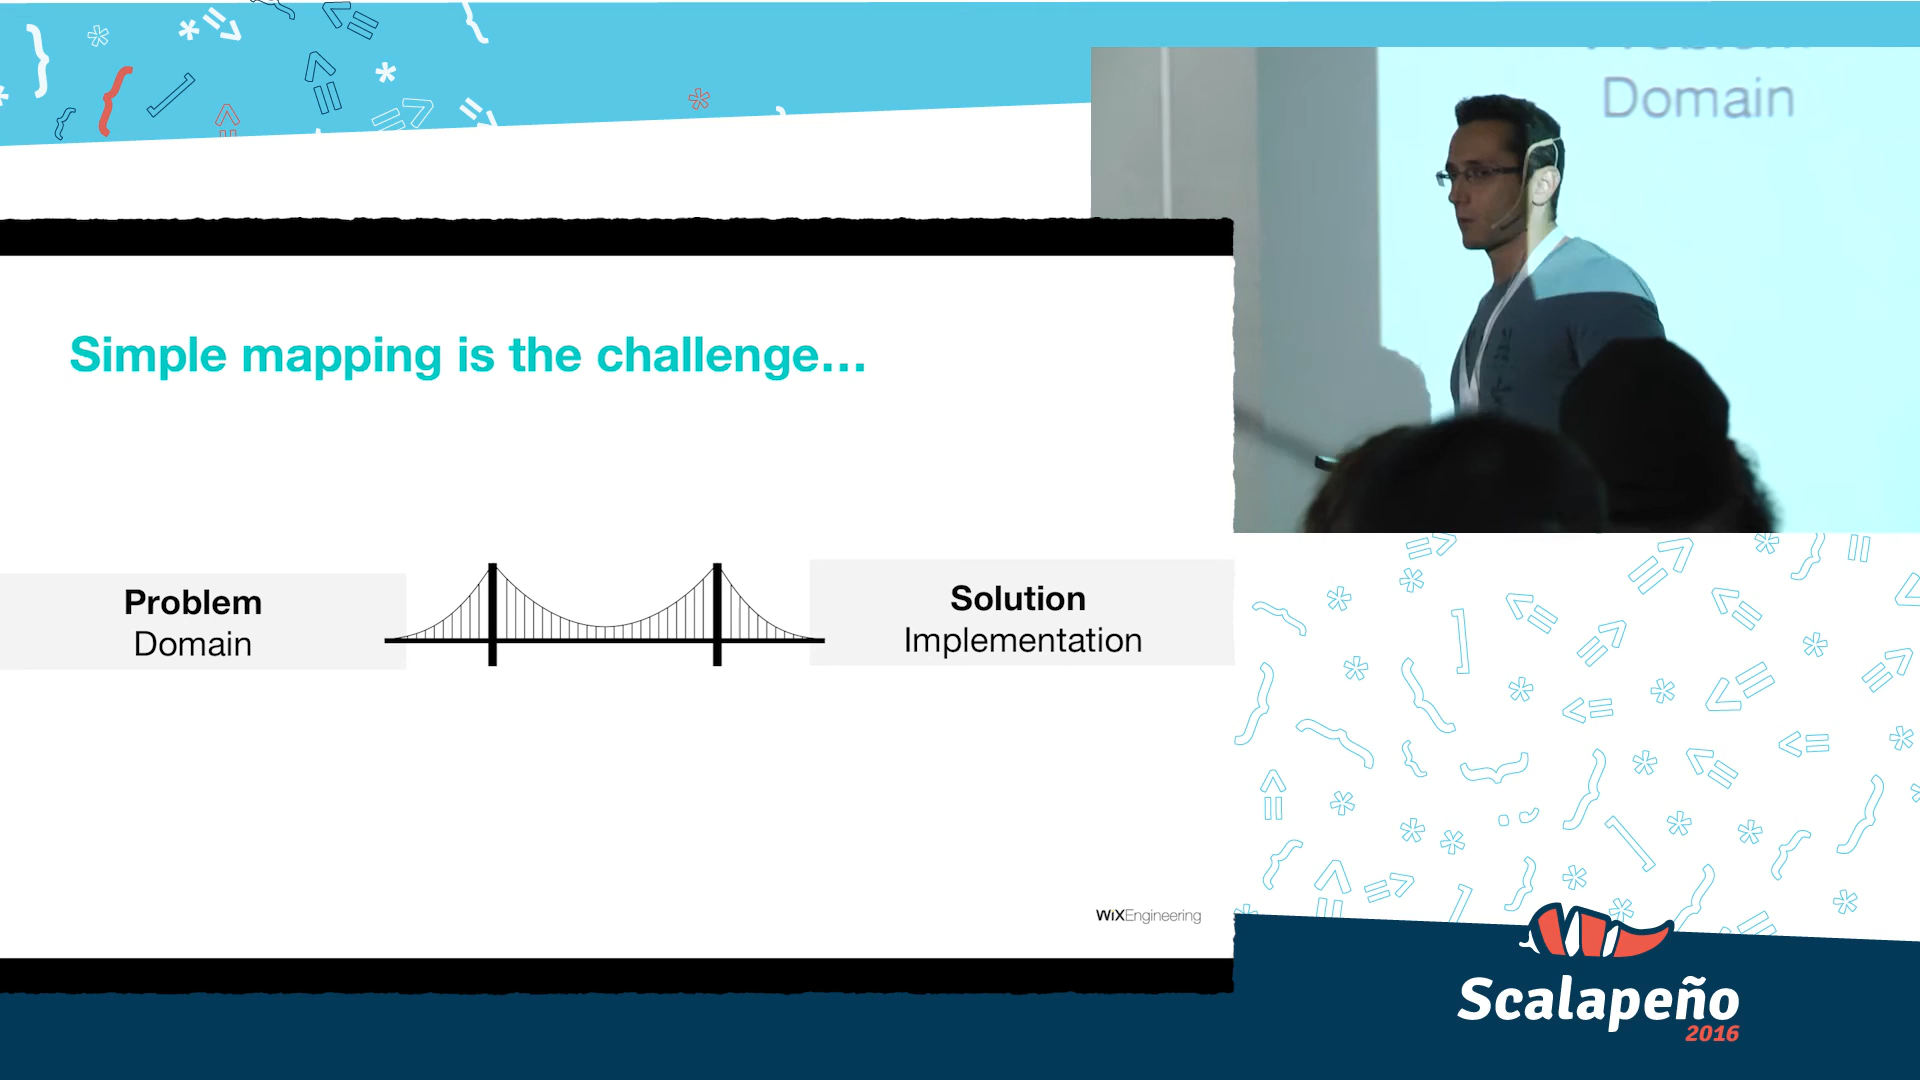 Domain
Simple mapping is the challenge...
Problem
Domain
Solution
Implementation
WiXEngineering
Scalapeño
2016